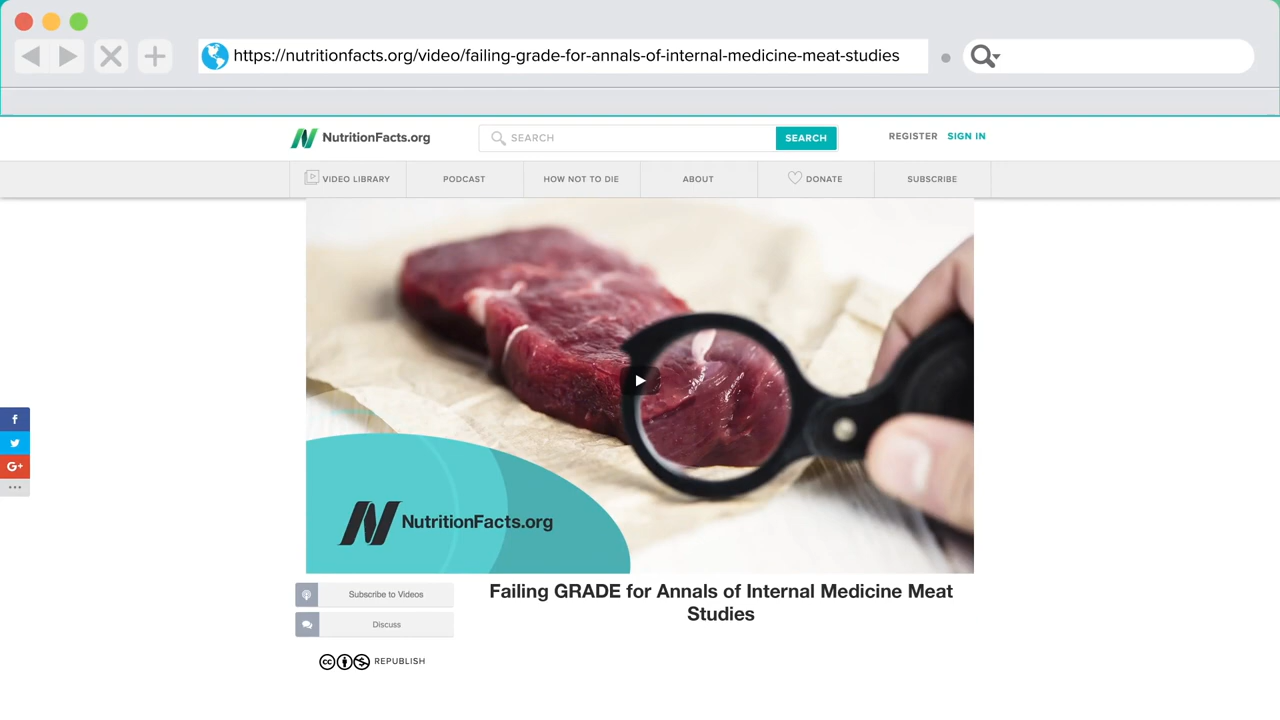 https://nutritionfacts.org/video/failing-grade-for-annals-of-internal-medicine-meat-studies
NutritionFacts.org
SEARCH
SEARCH
REGISTER SIGN IN
VIDEO LIBRARY
PODCAST
HOW NOT TO DIE
ABOUT
DONATE
SUBSCRIBE
f
G+
NutritionFacts.org
Subscribe to Videos
Discuss
cc REPUBLISH
Failing GRADE for Annals of Internal Medicine Meat
Studies